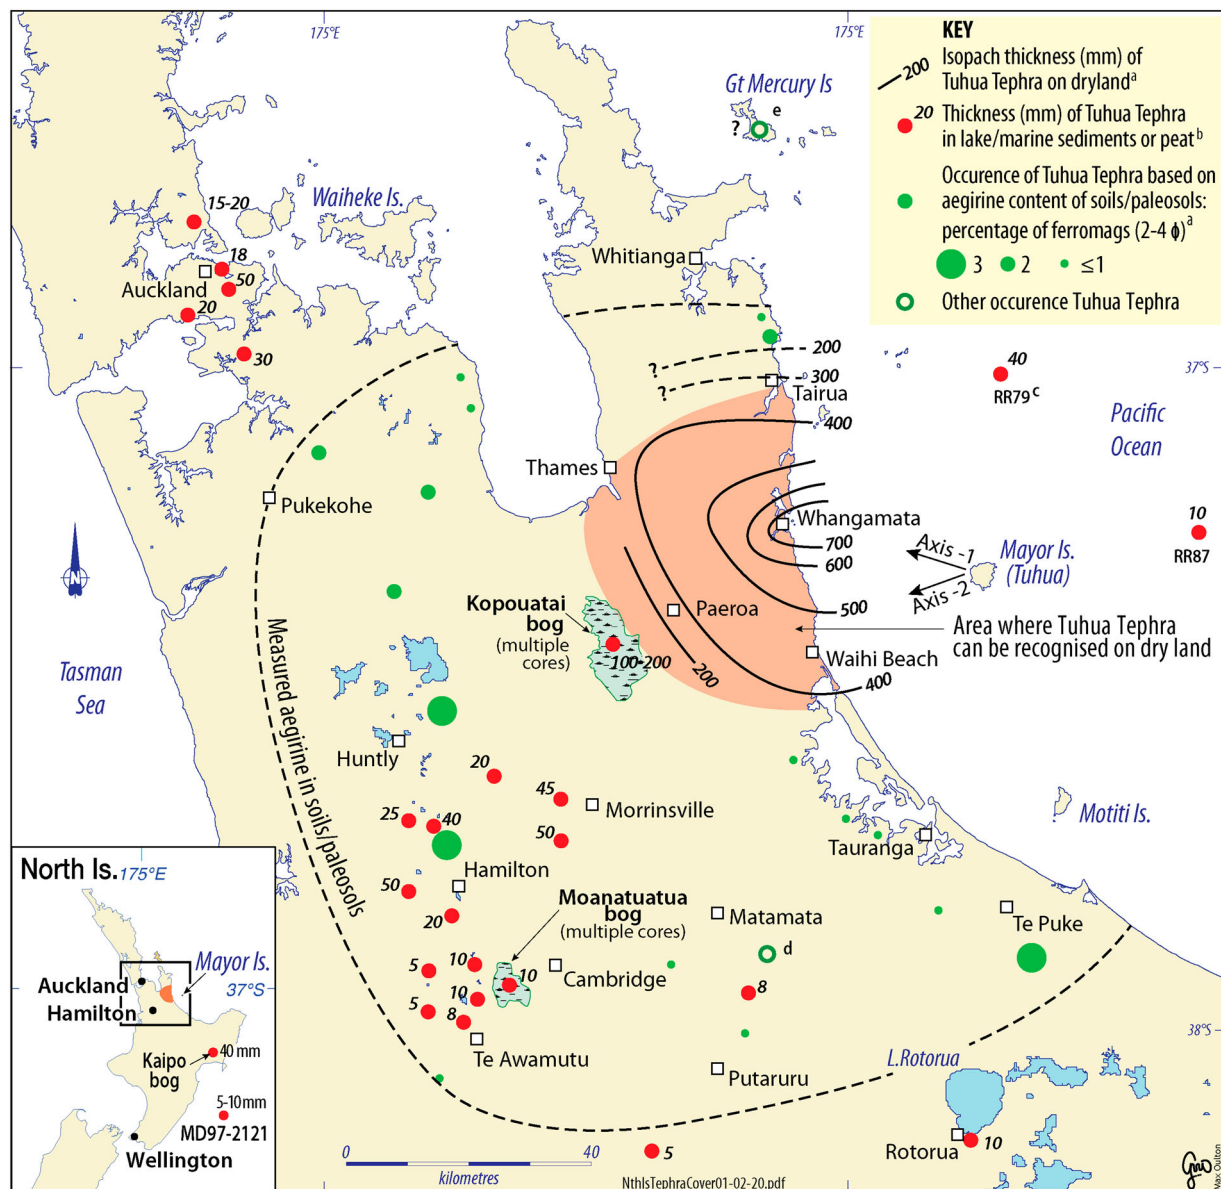 175°E
175°E
KEY
200
Isopach thickness (mm) of
Tuhua Tephra on dryland a
20
Thickness (mm) of Tuhua Tephra
in lake/marine sediments or peat b
Occurence of Tuhua Tephra based on
aegirine content of soils/paleosols:
percentage of ferromags (2-4 ϕ) a
3 2 ≤1
Other occurence Tuhua Tephra
Gt Mercury Is
e
?
Waiheke Is.
15-20
18
50
Auckland
20
30
Whitianga
200
?
300
?
Tairua
400
40
RR79 c
37°S
Pacific
Ocean
Thames
Pukekohe
Whangamata
700
600
500
10
RR87
Axis -1
Mayor Is.
(Tuhua)
Axis -2
N
Kopouatai
bog
(multiple
cores)
100-200
Paeroa
200
Area where Tuhua Tephra
can be recognised on dry land
Waihi Beach
400
Tasman
Sea
Measured aegirine in soils/paleosols
Huntly
20
45
Morrinsville
25
40
50
Hamilton
50
20
Motiti Is.
Tauranga
Moanatuatua
bog
(multiple cores)
Matamata
Te Puke
d
5
10
10
Cambridge
10
5
8
8
Te Awamutu
Putaruru
38°S
L.Rotorua
Rotorua
10
5
0
40
kilometres
NthIsTephraCover01-02-20.pdf
Max Oulton
North Is.
175°E
Mayor Is.
Auckland
37°S
Hamilton
Kaipo
bog
40 mm
5-10mm
MD97-2121
Wellington